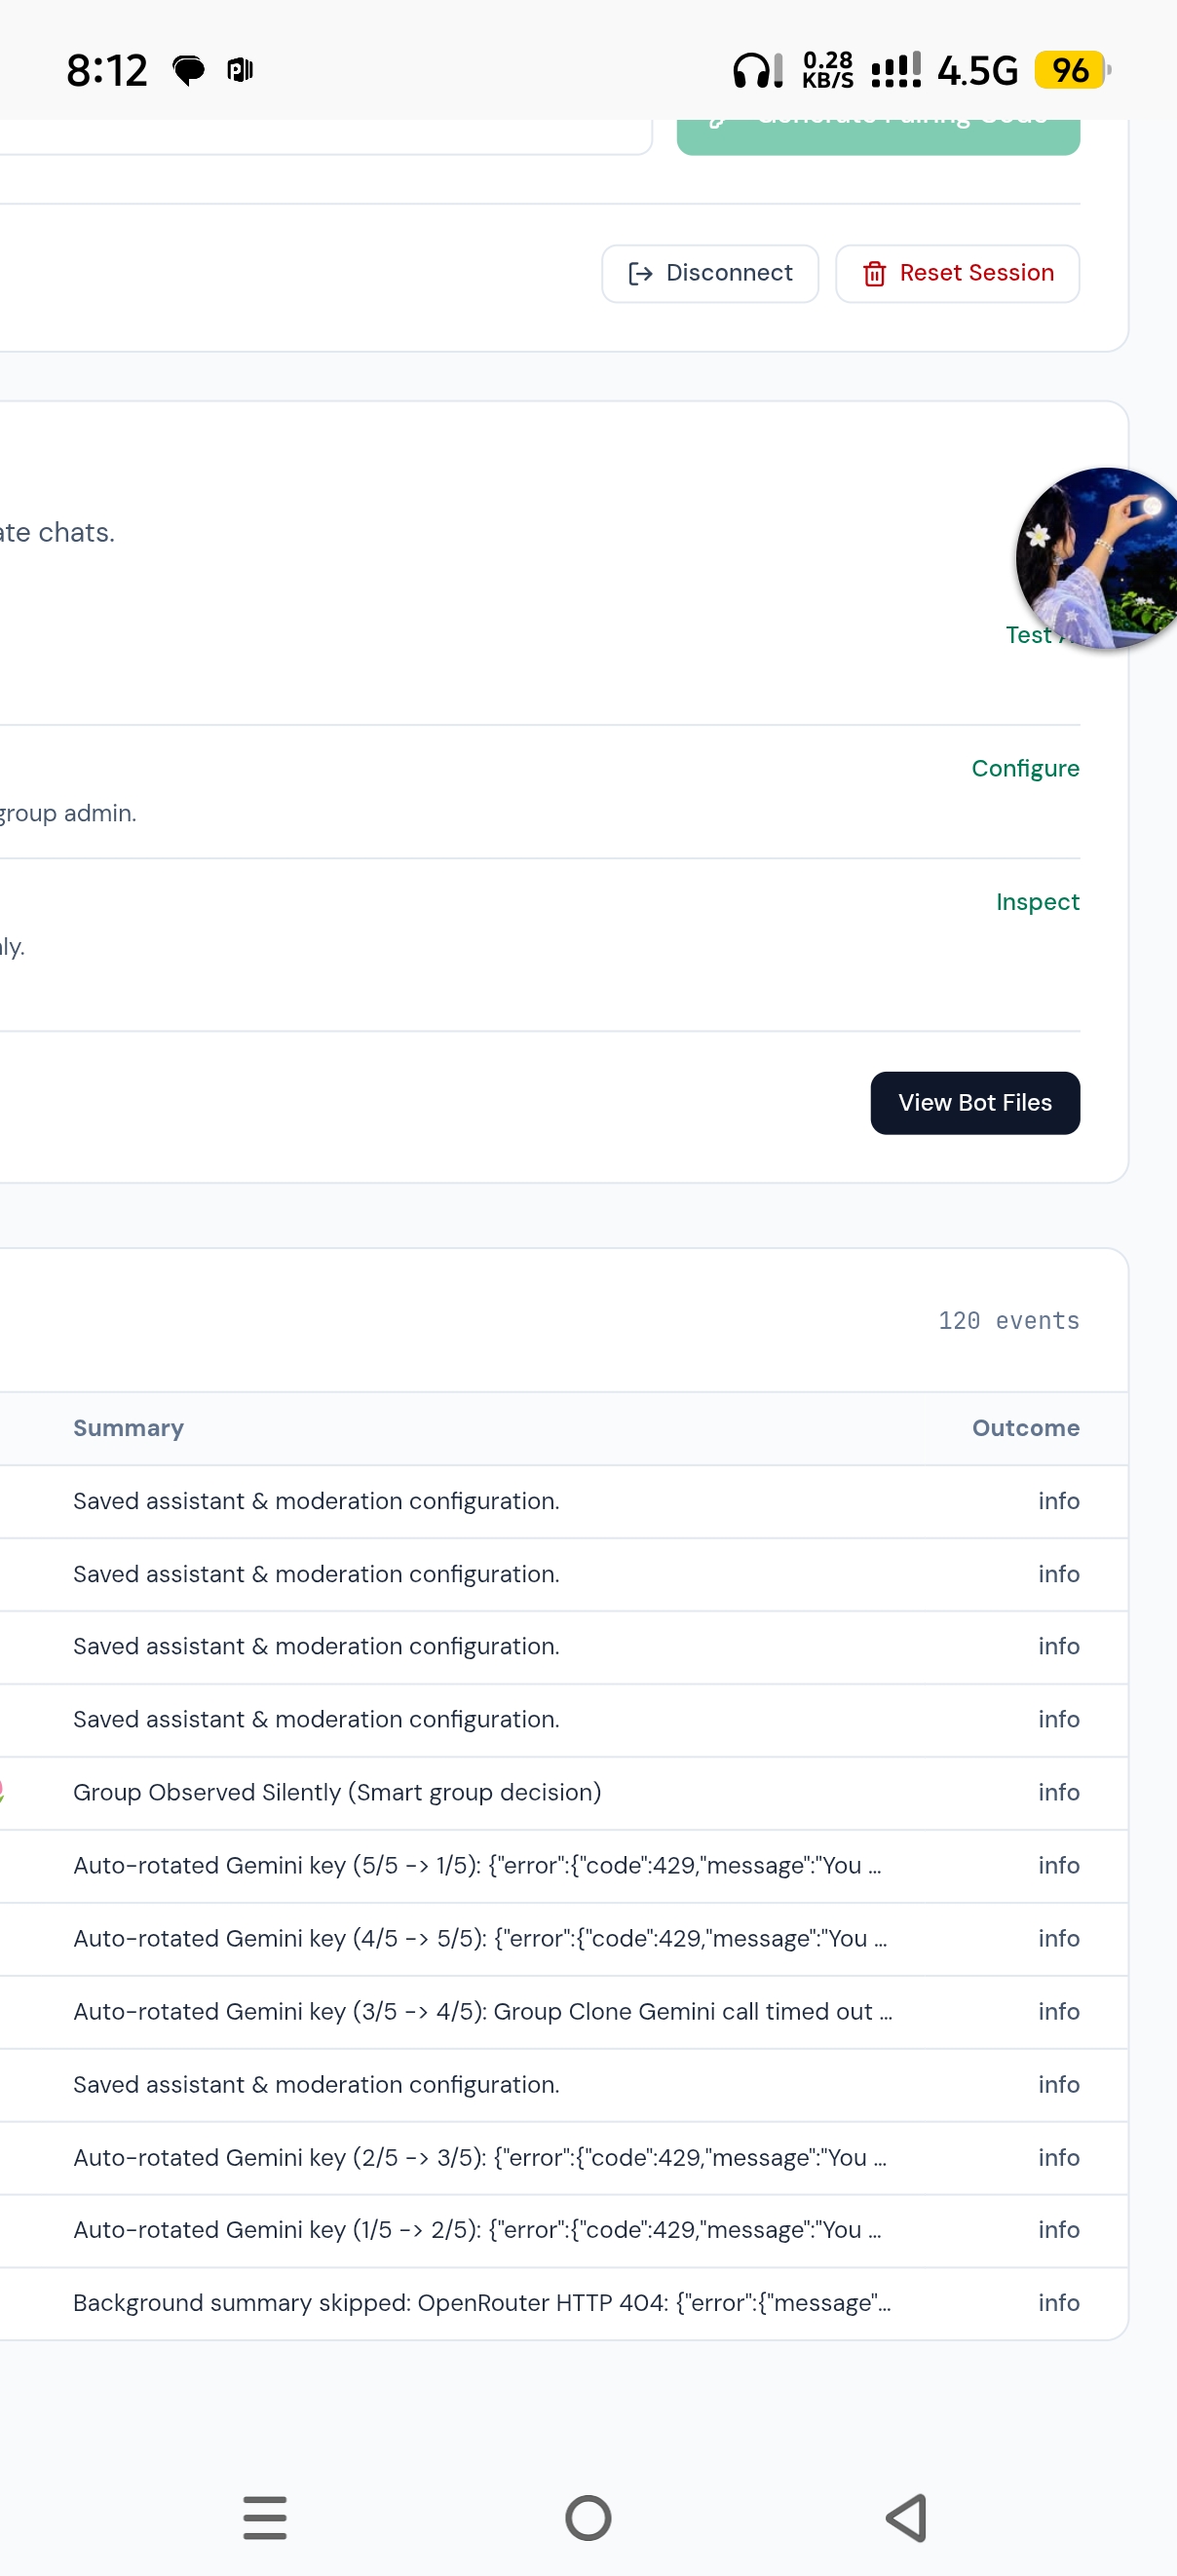 8:12
0.28
KB/S
4.5G
96
Generate Pairing Code
Disconnect
Reset Session
ate chats.
Test
Configure
group admin.
Inspect
ly.
View Bot Files
120 events
Summary Outcome
Saved assistant & moderation configuration. info
Saved assistant & moderation configuration. info
Saved assistant & moderation configuration. info
Saved assistant & moderation configuration. info
Group Observed Silently (Smart group decision) info
Auto-rotated Gemini key (5/5 -> 1/5): {"error":{"code":429,"message":"You ... info
Auto-rotated Gemini key (4/5 -> 5/5): {"error":{"code":429,"message":"You ... info
Auto-rotated Gemini key (3/5 -> 4/5): Group Clone Gemini call timed out ... info
Saved assistant & moderation configuration. info
Auto-rotated Gemini key (2/5 -> 3/5): {"error":{"code":429,"message":"You ... info
Auto-rotated Gemini key (1/5 -> 2/5): {"error":{"code":429,"message":"You ... info
Background summary skipped: OpenRouter HTTP 404: {"error":{"message"... info